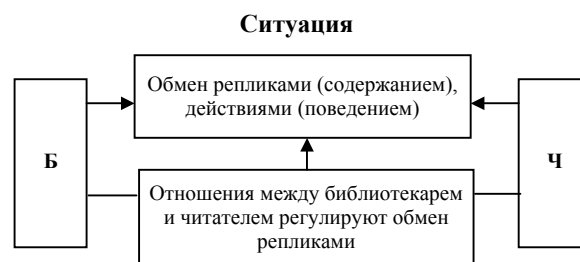 Ситуация
Обмен репликами (содержанием),
действиями (поведением)
Б
Ч
Отношения между библиотекарем
и читателем регулируют обмен
репликами